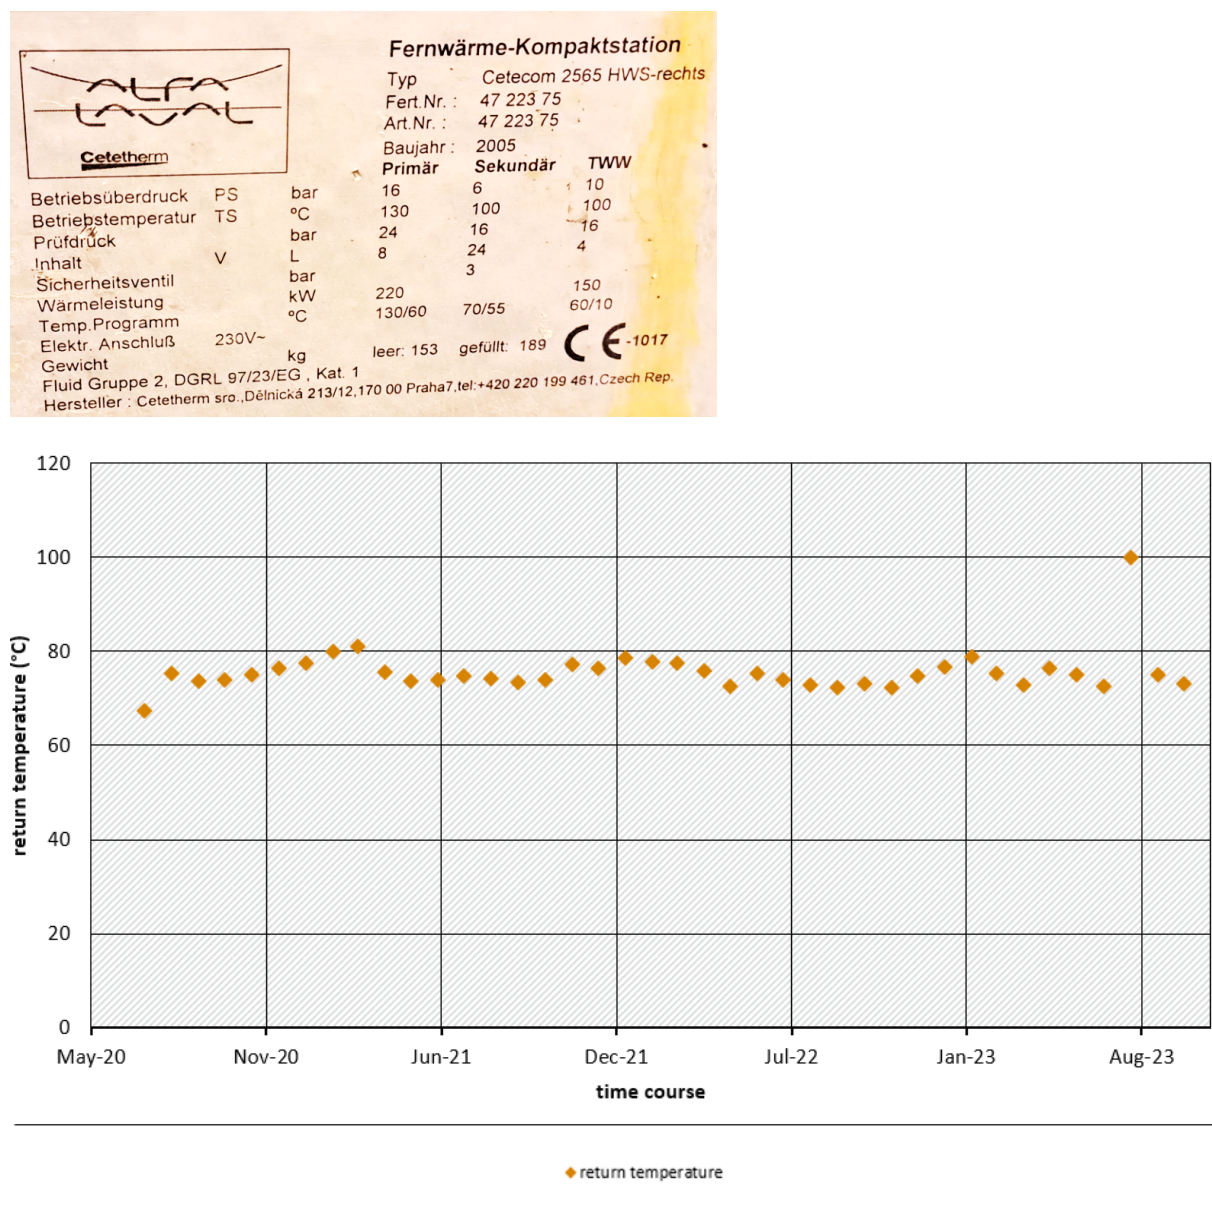 ALFA
LAVAL
Cetetherm
Fernwärme-Kompaktstation
Typ Cetecom 2565 HWS-rechts
Fert.Nr. : 47 223 75
Art.Nr. : 47 223 75
Baujahr : 2005
Primär Sekundär TWW
Betriebsüberdruck PS bar 16 6 10
Betriebstemperatur TS °C 130 100 100
Prüfdruck bar 24 16 16
Inhalt V L 8 24 4
Sicherheitsventil bar 3
Wärmeleistung kW 220 150
Temp.Programm °C 130/60 70/55 60/10
Elektr. Anschluß 230V~
Gewicht kg leer: 153 gefüllt: 189 CE-1017
Fluid Gruppe 2, DGRL 97/23/EG , Kat. 1
Hersteller : Cetetherm sro.,Dělnická 213/12,170 00 Praha7,tel:+420 220 199 461,Czech Rep.
return temperature (°C)
120
100
80
60
40
20
0
May-20 Nov-20 Jun-21 Dec-21 Jul-22 Jan-23 Aug-23
time course
return temperature